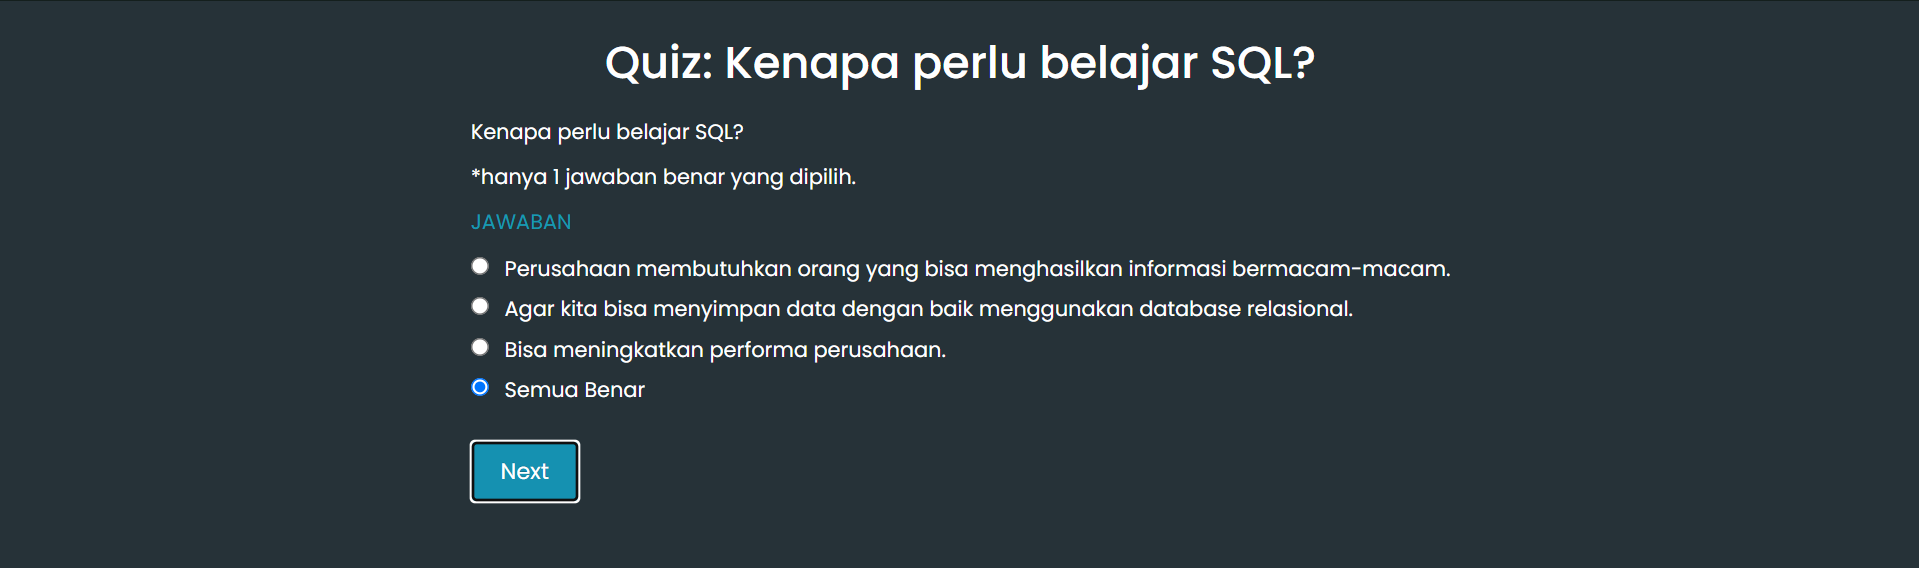 Quiz: Kenapa perlu belajar SQL?
Kenapa perlu belajar SQL?
*hanya 1 jawaban benar yang dipilih.
JAWABAN
Perusahaan membutuhkan orang yang bisa menghasilkan informasi bermacam-macam.
Agar kita bisa menyimpan data dengan baik menggunakan database relasional.
Bisa meningkatkan performa perusahaan.
Semua Benar
Next